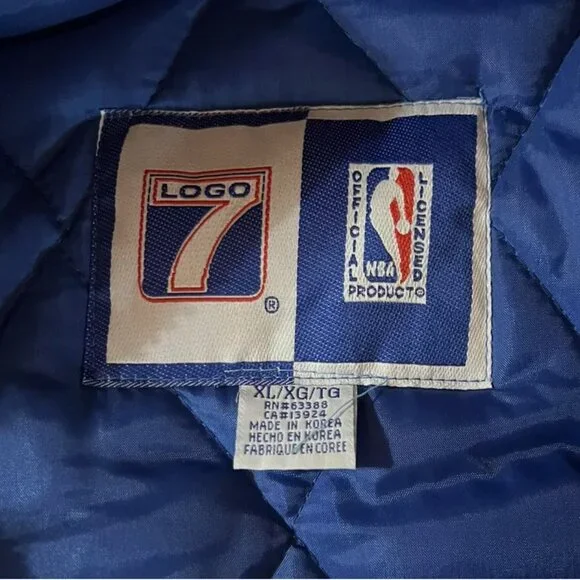 LOGO
7
®
OFFICIAL
LICENSED
NBA
PRODUCT©
XL/XG/TG
RN#63388
CA#13924
MADE IN KOREA
HECHO EN KOREA
FABRIQUE EN COREE